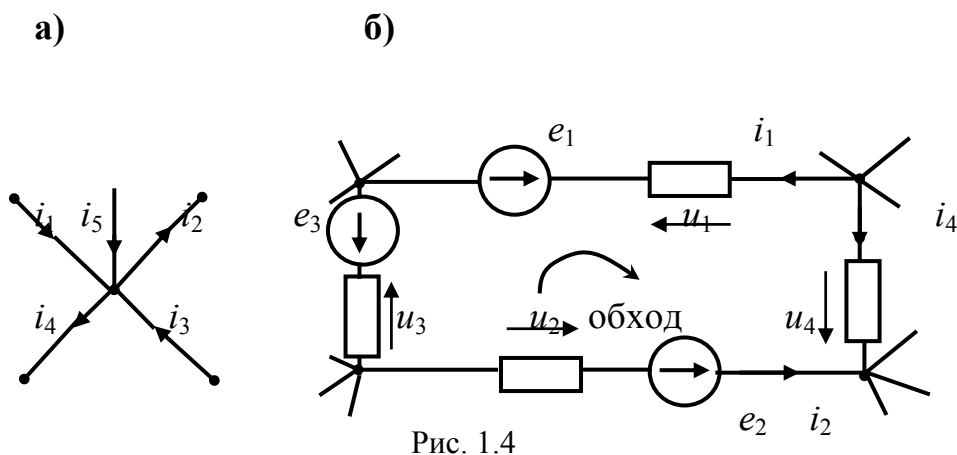 а) б)
e1 i1
i1 i5 i2 e3 u1 i4
i4 i3 u3 u2 обход u4
e2 i2
Рис. 1.4